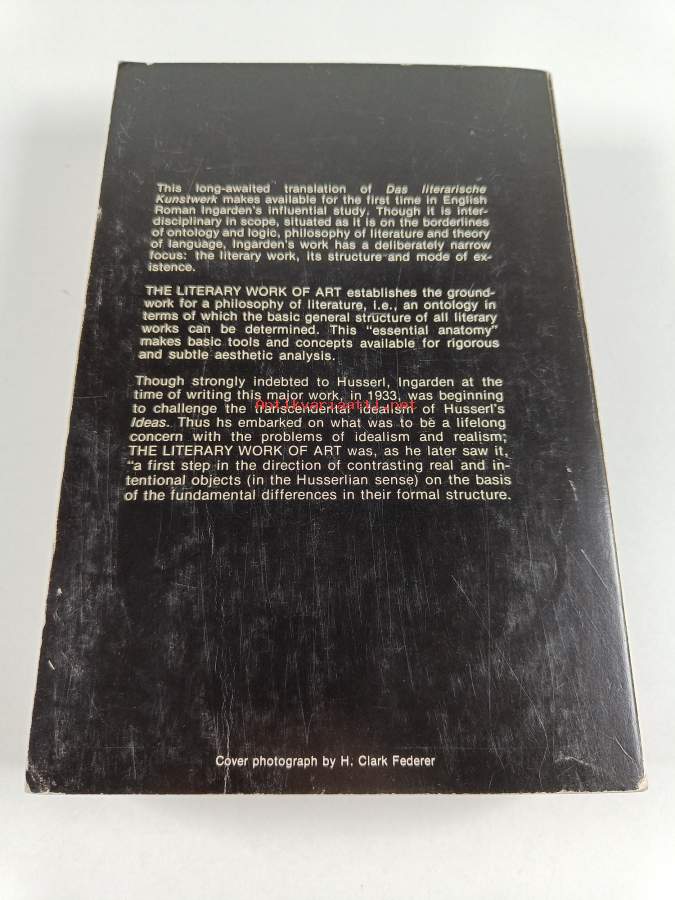 This long-awaited translation of Das literarische
Kunstwerk makes available for the first time in English
Roman Ingarden's influential study. Though it is inter-
disciplinary in scope, situated as it is on the borderlines
of ontology and logic, philosophy of literature and theory
of language, Ingarden's work has a deliberately narrow
focus: the literary work, its structure and mode of ex-
istence.
THE LITERARY WORK OF ART establishes the ground-
work for a philosophy of literature, i.e., an ontology in
terms of which the basic general structure of all literary
works can be determined. This "essential anatomy"
makes basic tools and concepts available for rigorous
and subtle aesthetic analysis.
Though strongly indebted to Husserl, Ingarden at the
time of writing this major work, in 1933, was beginning
to challenge the transcendental idealism of Husserl's
Antikvariaatti.net
Ideas. Thus hs embarked on what was to be a lifelong
concern with the problems of idealism and realism;
THE LITERARY WORK OF ART was, as he later saw it,
"a first step in the direction of contrasting real and in-
tentional objects (in the Husserlian sense) on the basis
of the fundamental differences in their formal structure.
Cover photograph by H. Clark Federer